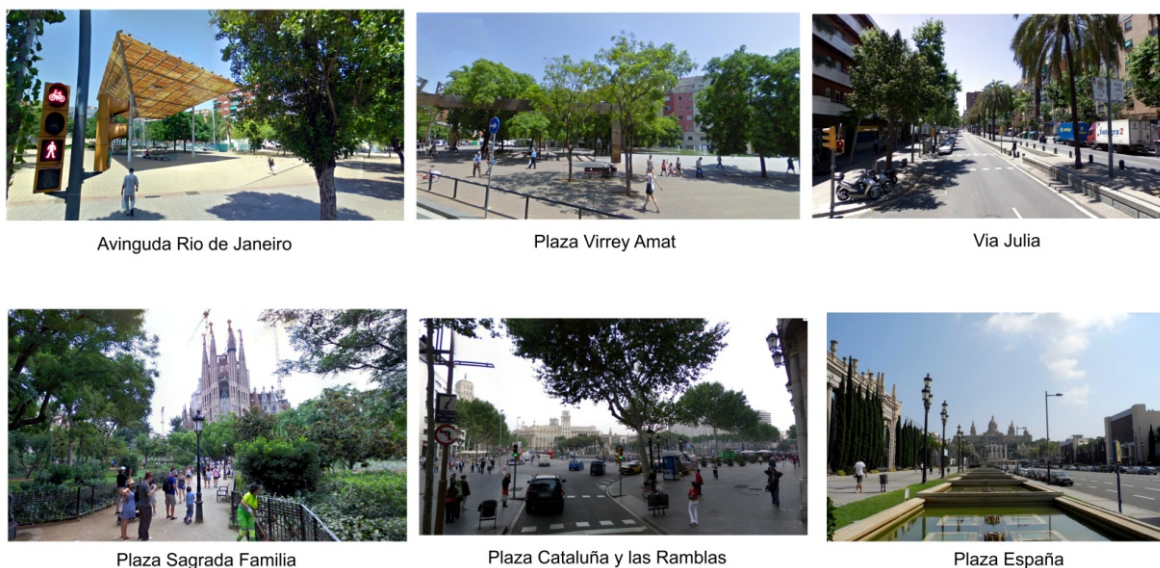 Avinguda Rio de Janeiro
Plaza Virrey Amat
Via Julia
Plaza Sagrada Familia
Plaza Cataluña y las Ramblas
Plaza España